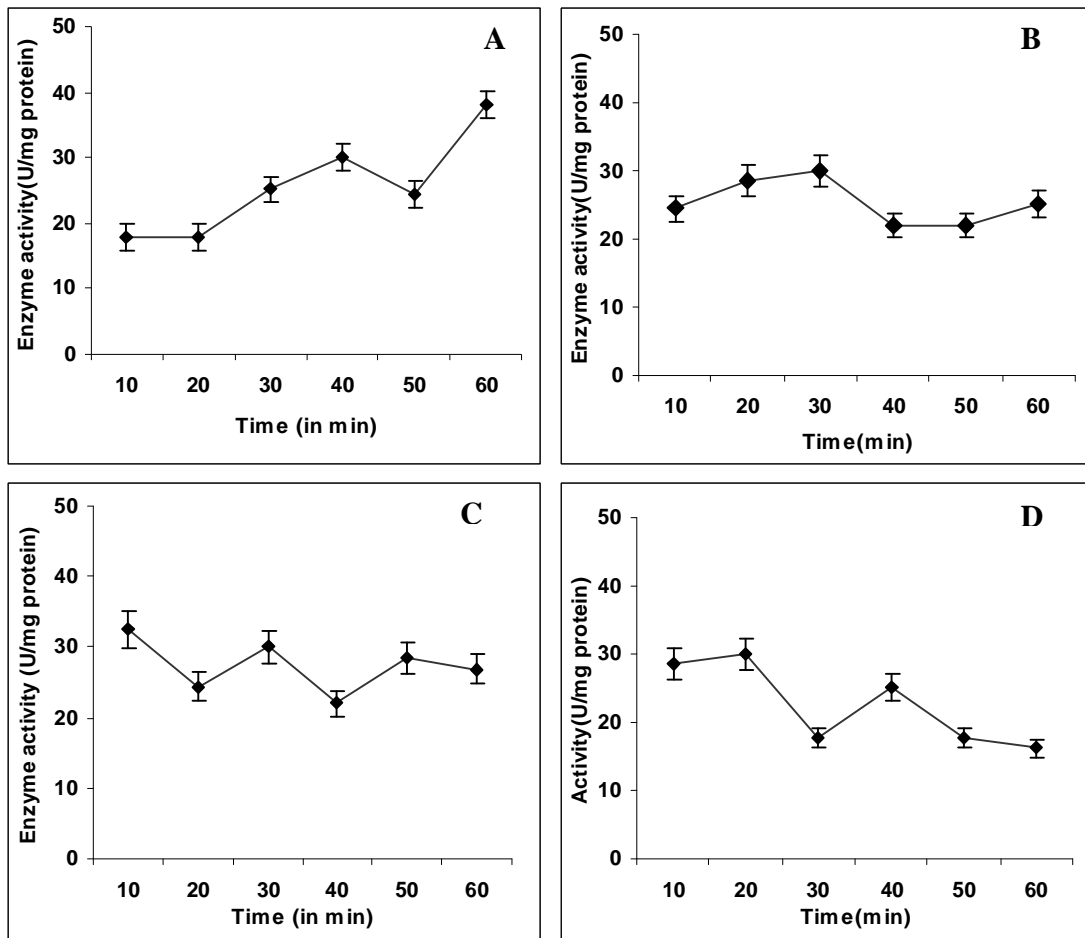 A
Enzyme activity(U/mg protein)
50
40
30
20
10
0
10 20 30 40 50 60
Time (in min)
B
Enzyme activity(U/mg protein)
50
40
30
20
10
0
10 20 30 40 50 60
Time(min)
C
Enzyme activity (U/mg protein)
50
40
30
20
10
0
10 20 30 40 50 60
Time (in min)
D
Activity(U/mg protein)
50
40
30
20
10
0
10 20 30 40 50 60
Time(min)